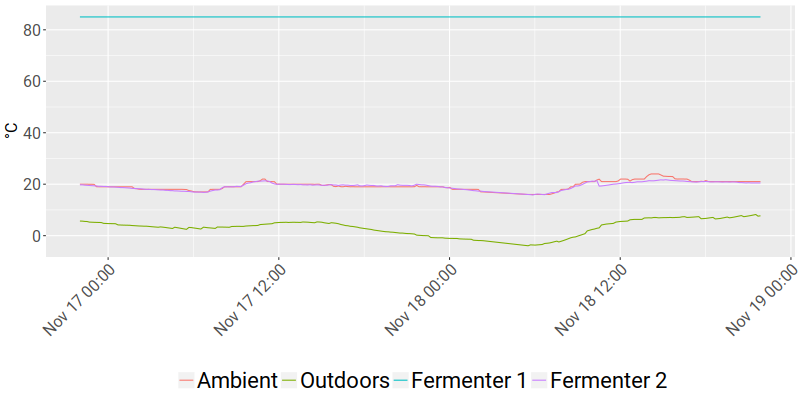 80
60
40
20
0
°C
Nov 17 00:00
Nov 17 12:00
Nov 18 00:00
Nov 18 12:00
Nov 19 00:00
Ambient Outdoors Fermenter 1 Fermenter 2